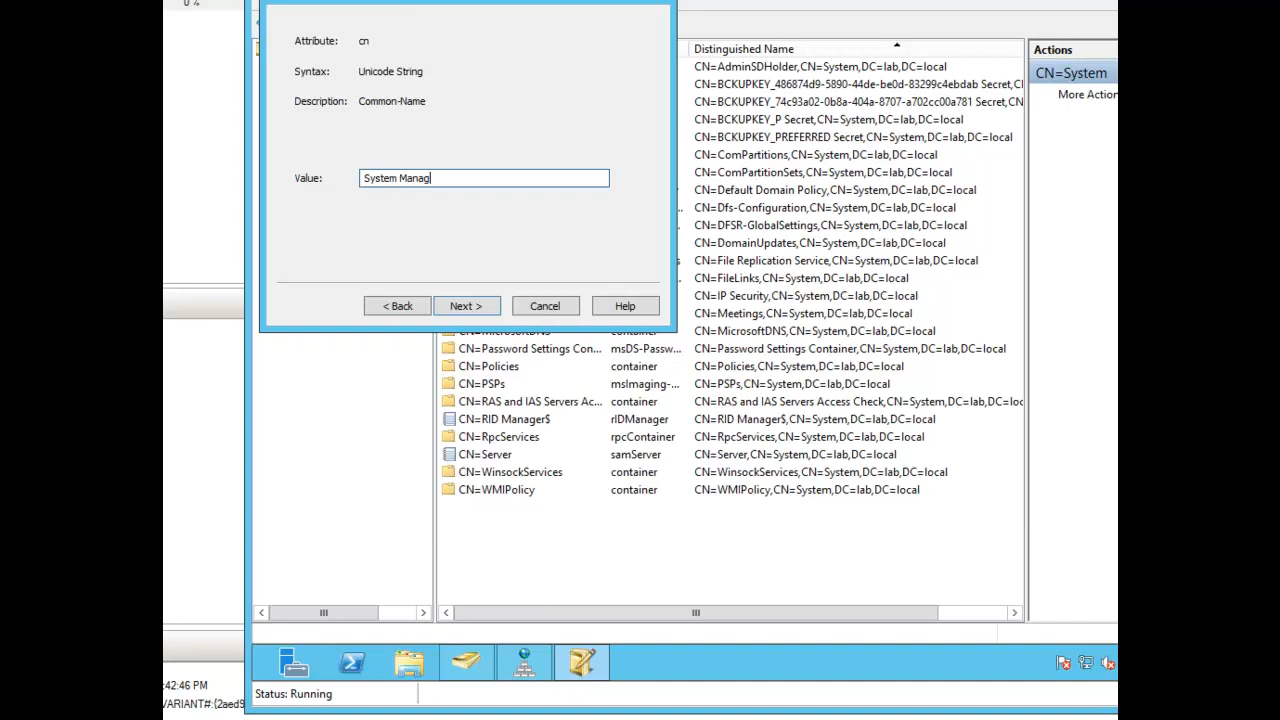 0 %
Attribute: cn
Syntax: Unicode String
Description: Common-Name
Value: System Manag
< Back Next > Cancel Help
Distinguished Name
CN=AdminSDHolder,CN=System,DC=lab,DC=local
CN=BCKUPKEY_486874d9-5890-44de-be0d-83299c4ebdab Secret,CN
CN=BCKUPKEY_74c93a02-0b8a-404a-8707-a702cc00a781 Secret,CN
CN=BCKUPKEY_P Secret,CN=System,DC=lab,DC=local
CN=BCKUPKEY_PREFERRED Secret,CN=System,DC=lab,DC=local
CN=ComPartitions,CN=System,DC=lab,DC=local
CN=ComPartitionSets,CN=System,DC=lab,DC=local
CN=Default Domain Policy,CN=System,DC=lab,DC=local
CN=Dfs-Configuration,CN=System,DC=lab,DC=local
CN=DFSR-GlobalSettings,CN=System,DC=lab,DC=local
CN=DomainUpdates,CN=System,DC=lab,DC=local
CN=File Replication Service,CN=System,DC=lab,DC=local
CN=FileLinks,CN=System,DC=lab,DC=local
CN=IP Security,CN=System,DC=lab,DC=local
CN=Meetings,CN=System,DC=lab,DC=local
CN=MicrosoftDNS container CN=MicrosoftDNS,CN=System,DC=lab,DC=local
CN=Password Settings Con... msDS-Passw... CN=Password Settings Container,CN=System,DC=lab,DC=local
CN=Policies container CN=Policies,CN=System,DC=lab,DC=local
CN=PSPs msImaging-... CN=PSPs,CN=System,DC=lab,DC=local
CN=RAS and IAS Servers Ac... container CN=RAS and IAS Servers Access Check,CN=System,DC=lab,DC=loc
CN=RID Manager$ rIDManager CN=RID Manager$,CN=System,DC=lab,DC=local
CN=RpcServices rpcContainer CN=RpcServices,CN=System,DC=lab,DC=local
CN=Server samServer CN=Server,CN=System,DC=lab,DC=local
CN=WinsockServices container CN=WinsockServices,CN=System,DC=lab,DC=local
CN=WMIPolicy container CN=WMIPolicy,CN=System,DC=lab,DC=local
Actions
CN=System
More Action
:42:46 PM
VARIANT#:{2aed9
Status: Running